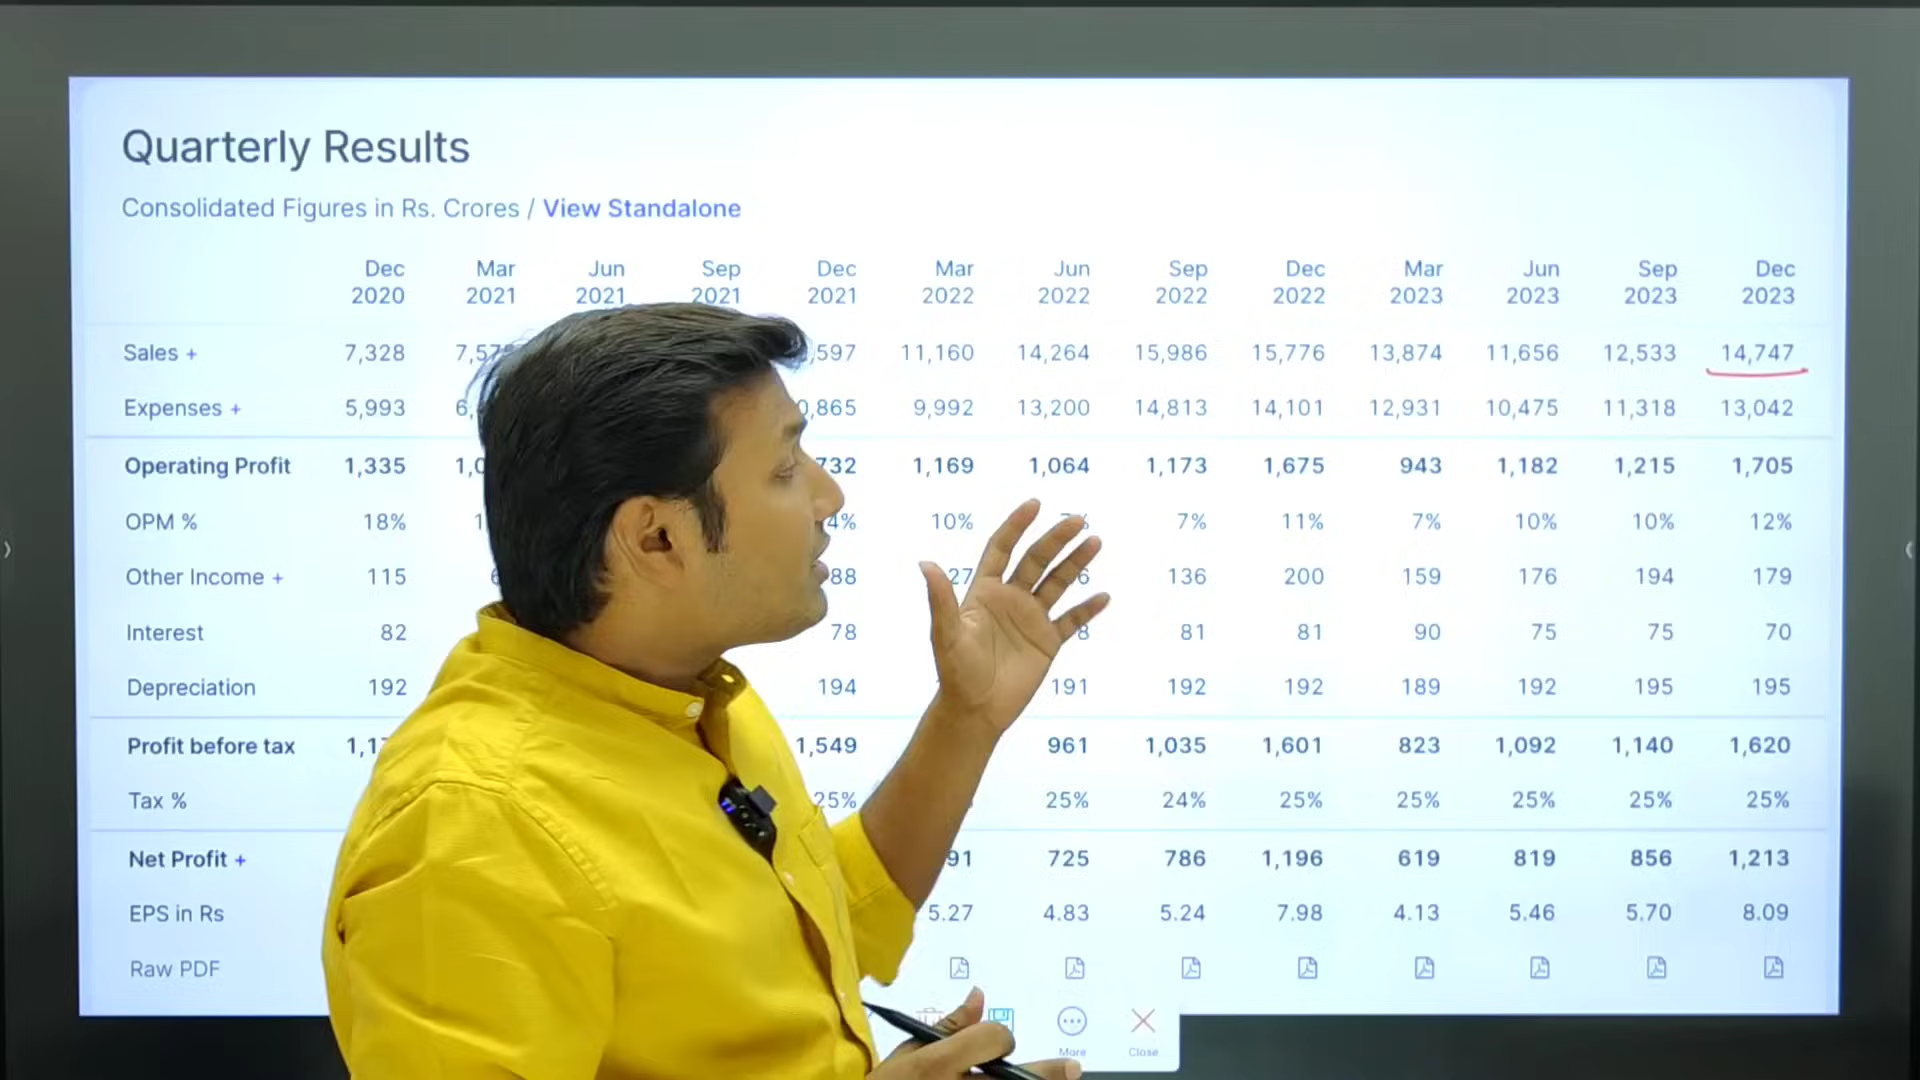 Quarterly Results
Consolidated Figures in Rs. Crores / View Standalone
Dec 2020 Mar 2021 Jun 2021 Sep 2021 Dec 2021 Mar 2022 Jun 2022 Sep 2022 Dec 2022 Mar 2023 Jun 2023 Sep 2023 Dec 2023
Sales + 7,328 11,160 14,264 15,986 15,776 13,874 11,656 12,533 14,747
Expenses + 5,993 9,992 13,200 14,813 14,101 12,931 10,475 11,318 13,042
Operating Profit 1,335 1,169 1,064 1,173 1,675 943 1,182 1,215 1,705
OPM % 18% 10% 7% 11% 7% 10% 10% 12%
Other Income + 115 136 200 159 176 194 179
Interest 82 78 81 81 90 75 75 70
Depreciation 192 194 191 192 192 189 192 195 195
Profit before tax 1,549 961 1,035 1,601 823 1,092 1,140 1,620
Tax % 25% 25% 24% 25% 25% 25% 25% 25%
Net Profit + 725 786 1,196 619 819 856 1,213
EPS in Rs 5.27 4.83 5.24 7.98 4.13 5.46 5.70 8.09
Raw PDF
More Close